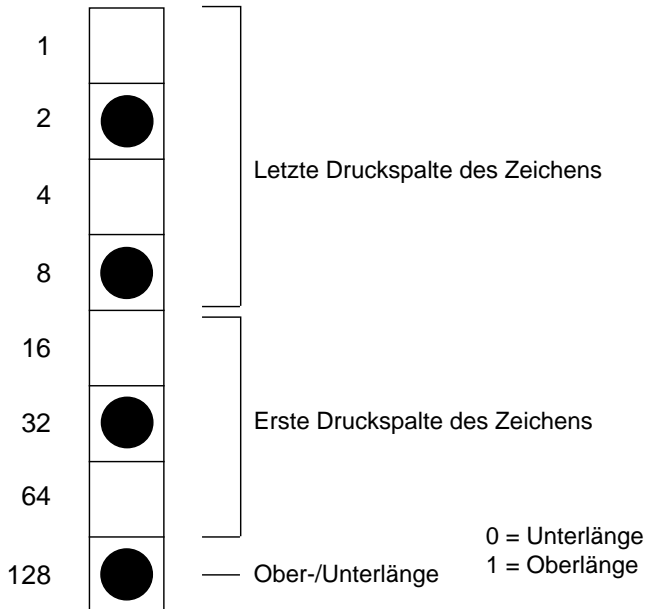 1
2
4
8
16
32
64
128
Letzte Druckspalte des Zeichens
Erste Druckspalte des Zeichens
Ober-/Unterlänge
0 = Unterlänge
1 = Oberlänge